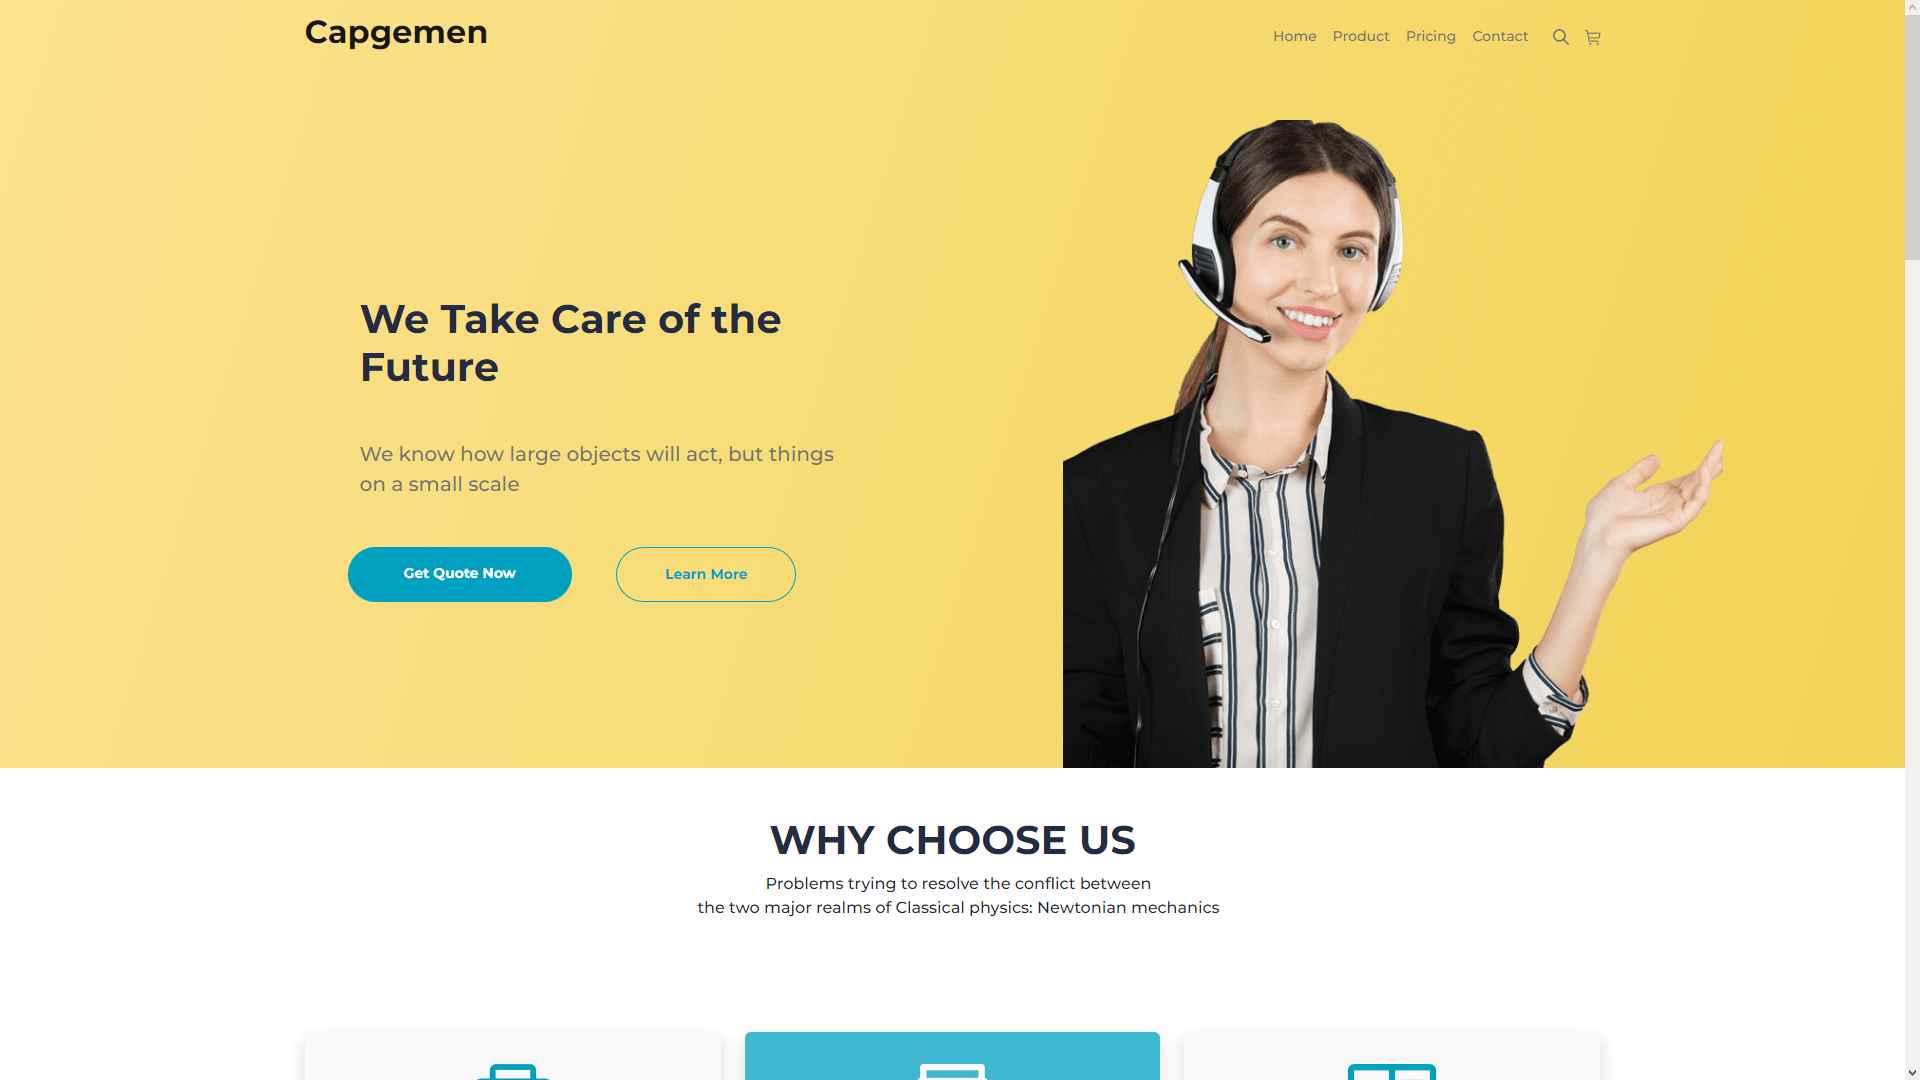 Capgemen
Home Product Pricing Contact
We Take Care of the
Future
We know how large objects will act, but things
on a small scale
Get Quote Now
Learn More
WHY CHOOSE US
Problems trying to resolve the conflict between
the two major realms of Classical physics: Newtonian mechanics